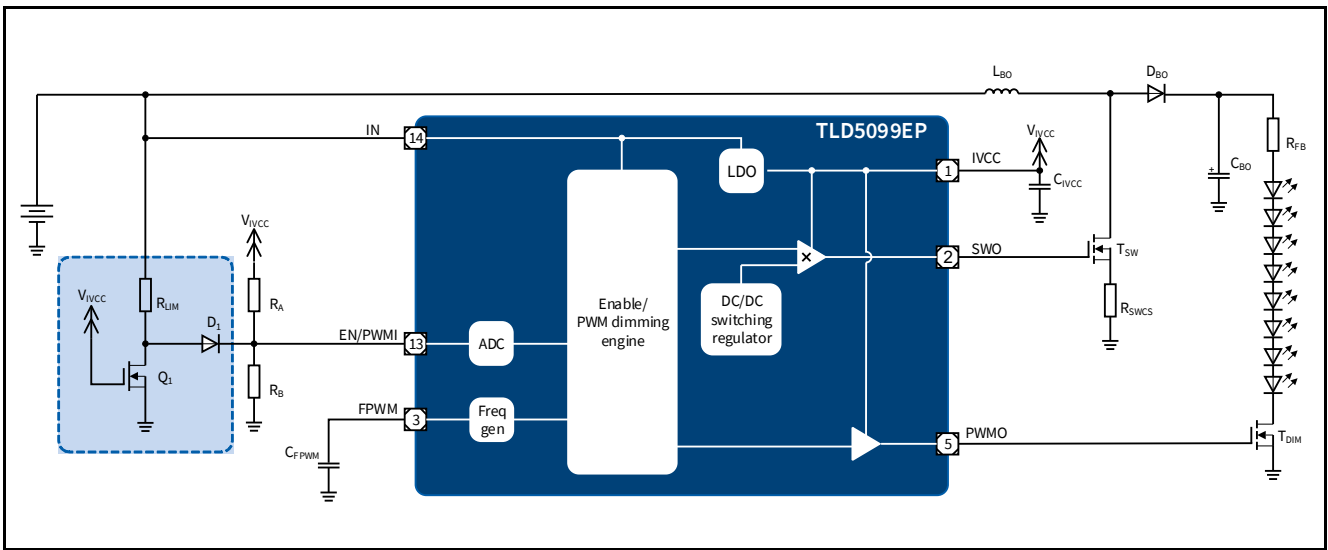 L_BO
D_BO
TLD5099EP
IN
14
LDO
1
IVCC
V_IVCC
C_IVCC
R_FB
C_BO
+
V_IVCC
R_LIM
R_A
V_IVCC
D_1
Q_1
R_B
EN/PWMI
13
ADC
Enable/
PWM dimming
engine
DC/DC
switching
regulator
2
SWO
T_SW
R_SWCS
FPWM
3
Freq
gen
C_FPWM
5
PWMO
T_DIM